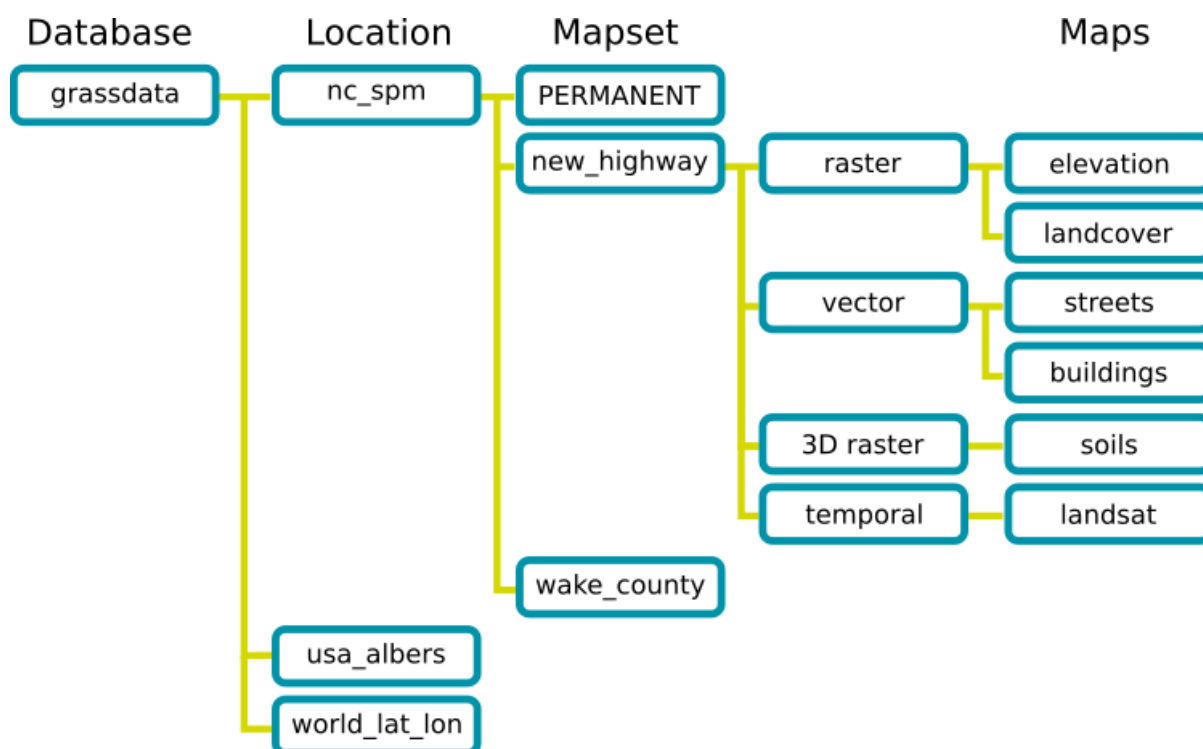 Database Location Mapset Maps
grassdata nc_spm PERMANENT
new_highway raster elevation
landcover
vector streets
buildings
3D raster soils
temporal landsat
wake_county
usa_albers
world_lat_lon